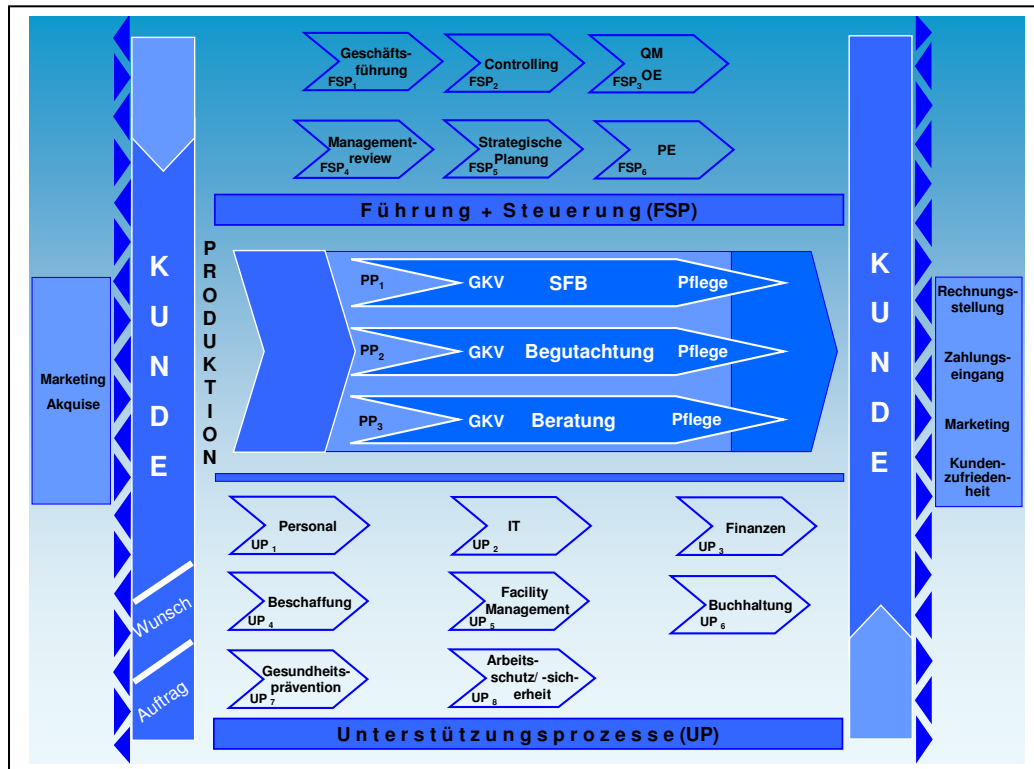 Geschäfts-
führung
FSP1
Controlling
FSP2
QM
OE
FSP3
Management-
review
FSP4
Strategische
Planung
FSP5
PE
FSP6
Führung + Steuerung (FSP)
Marketing
Akquise
KUNDE
Wunsch
Auftrag
PRODUKTION
PP1 GKV SFB Pflege
PP2 GKV Begutachtung Pflege
PP3 GKV Beratung Pflege
KUNDE
Rechnungs-
stellung
Zahlungs-
eingang
Marketing
Kunden-
zufrieden-
heit
Personal
UP 1
IT
UP 2
Finanzen
UP 3
Beschaffung
UP 4
Facility
Management
UP 5
Buchhaltung
UP 6
Gesundheits-
prävention
UP 7
Arbeits-
schutz/ -sich-
erheit
UP 8
Unterstützungsprozesse (UP)